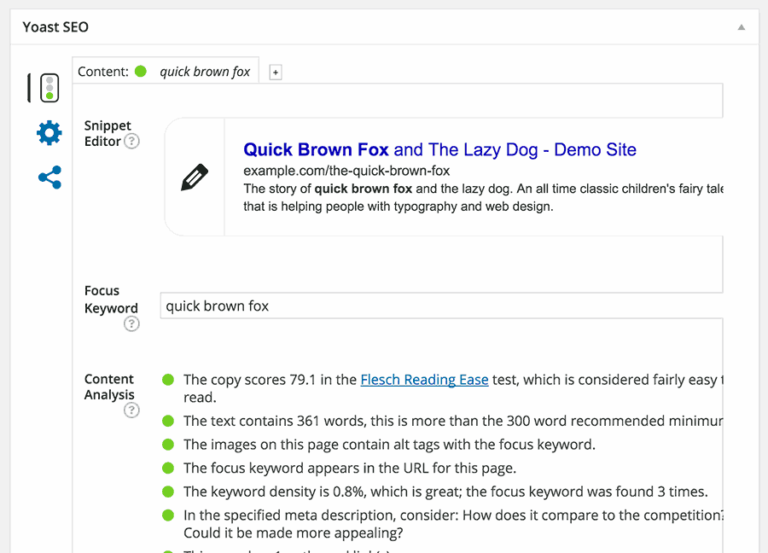 Yoast SEO
Content: quick brown fox +
Snippet
Editor ?
Quick Brown Fox and The Lazy Dog - Demo Site
example.com/the-quick-brown-fox
The story of quick brown fox and the lazy dog. An all time classic children's fairy tale
that is helping people with typography and web design.
Focus
Keyword
?
quick brown fox
Content
Analysis
?
The copy scores 79.1 in the Flesch Reading Ease test, which is considered fairly easy
read.
The text contains 361 words, this is more than the 300 word recommended minimum
The images on this page contain alt tags with the focus keyword.
The focus keyword appears in the URL for this page.
The keyword density is 0.8%, which is great; the focus keyword was found 3 times.
In the specified meta description, consider: How does it compare to the competition?
Could it be made more appealing?